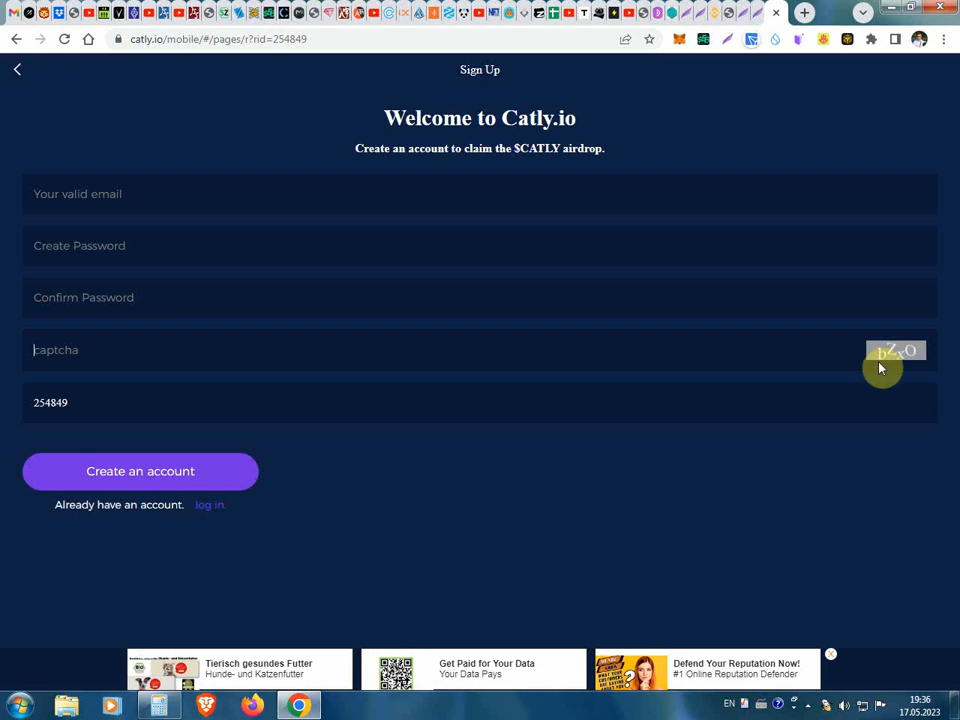 catly.io/mobile/#/pages/r?rid=254849
Sign Up
Welcome to Catly.io
Create an account to claim the $CATLY airdrop.
Your valid email
Create Password
Confirm Password
captcha
bZxO
254849
Create an account
Already have an account. log in.
Tierisch gesundes Futter
Hunde- und Katzenfutter
Get Paid for Your Data
Your Data Pays
Defend Your Reputation Now!
#1 Online Reputation Defender
EN
19:36
17.05.2023